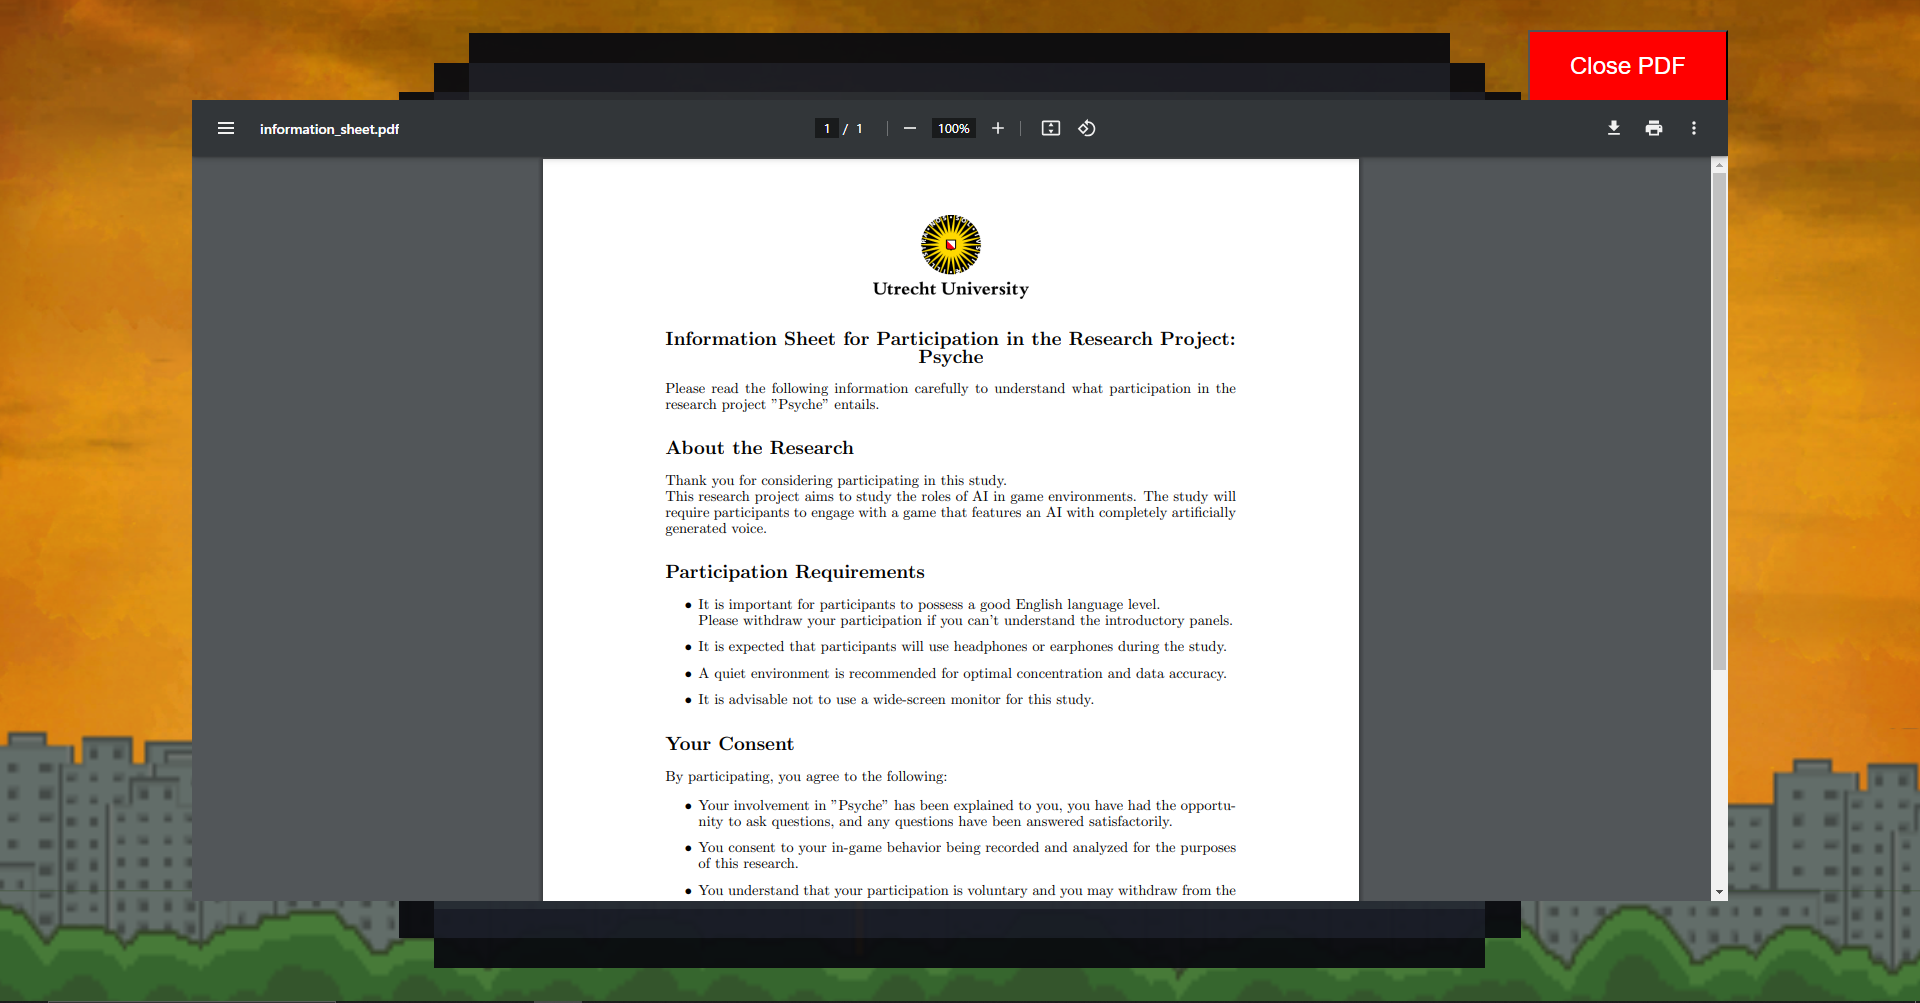 Close PDF
information_sheet.pdf
1 / 1
100%
Utrecht University
Information Sheet for Participation in the Research Project:
Psyche
Please read the following information carefully to understand what participation in the
research project ”Psyche” entails.
About the Research
Thank you for considering participating in this study.
This research project aims to study the roles of AI in game environments. The study will
require participants to engage with a game that features an AI with completely artificially
generated voice.
Participation Requirements
• It is important for participants to possess a good English language level.
Please withdraw your participation if you can’t understand the introductory panels.
• It is expected that participants will use headphones or earphones during the study.
• A quiet environment is recommended for optimal concentration and data accuracy.
• It is advisable not to use a wide-screen monitor for this study.
Your Consent
By participating, you agree to the following:
• Your involvement in ”Psyche” has been explained to you, you have had the opportu-
nity to ask questions, and any questions have been answered satisfactorily.
• You consent to your in-game behavior being recorded and analyzed for the purposes
of this research.
• You understand that your participation is voluntary and you may withdraw from the